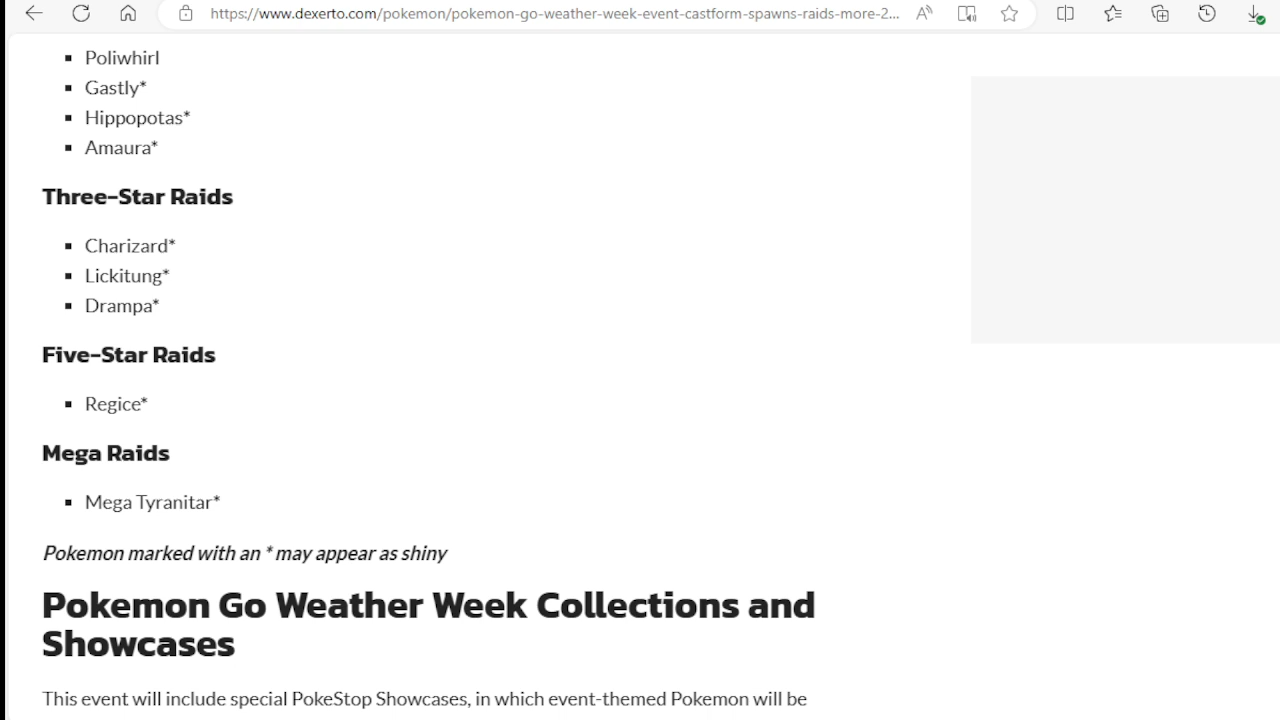 https://www.dexerto.com/pokemon/pokemon-go-weather-week-event-castform-spawns-raids-more-2...
Poliwhirl
Gastly*
Hippopotas*
Amaura*
Three-Star Raids
Charizard*
Lickitung*
Drampa*
Five-Star Raids
Regice*
Mega Raids
Mega Tyranitar*
Pokemon marked with an * may appear as shiny
Pokemon Go Weather Week Collections and
Showcases
This event will include special PokeStop Showcases, in which event-themed Pokemon will be